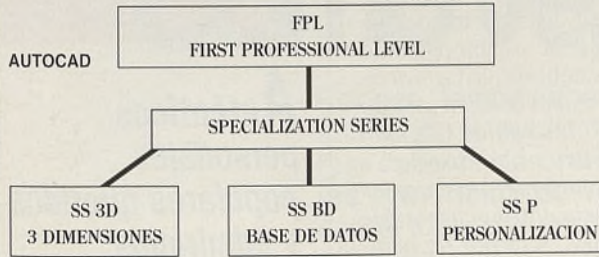 FPL
FIRST PROFESSIONAL LEVEL
AUTOCAD
SPECIALIZATION SERIES
SS 3D
3 DIMENSIONES
SS BD
BASE DE DATOS
SS P
PERSONALIZACION